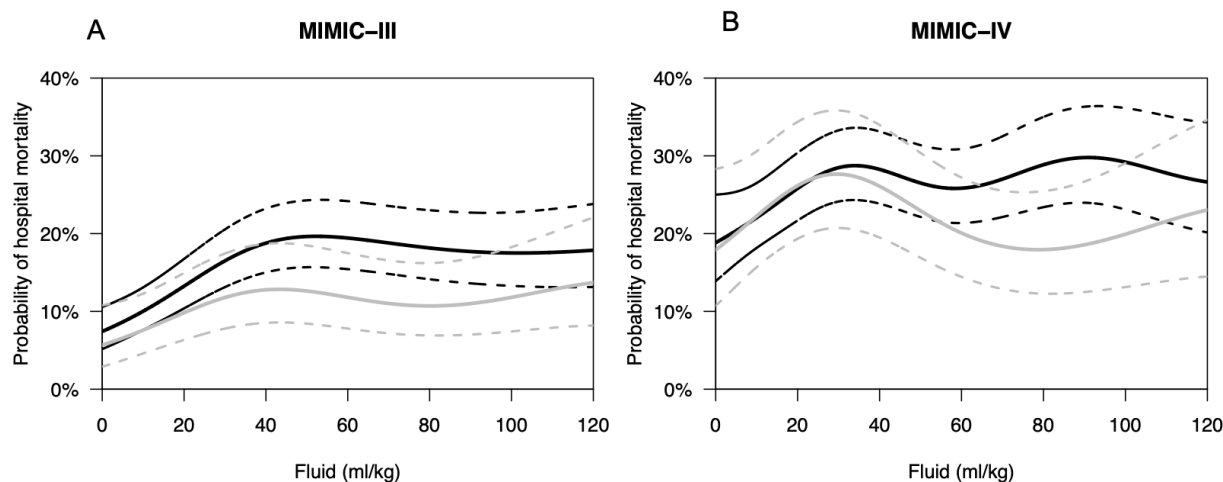 A
MIMIC–III
Probability of hospital mortality
40%
30%
20%
10%
0%
0 20 40 60 80 100 120
Fluid (ml/kg)
B
MIMIC–IV
Probability of hospital mortality
40%
30%
20%
10%
0%
0 20 40 60 80 100 120
Fluid (ml/kg)